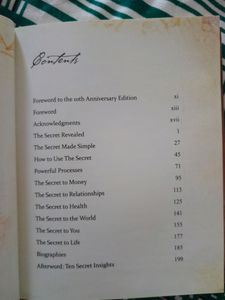 Contents
Foreword to the 10th Anniversary Edition xi
Foreword xiii
Acknowledgments xvii
The Secret Revealed 1
The Secret Made Simple 27
How to Use The Secret 45
Powerful Processes 71
The Secret to Money 95
The Secret to Relationships 113
The Secret to Health 125
The Secret to the World 141
The Secret to You 155
The Secret to Life 177
Biographies 185
Afterword: Ten Secret Insights 199